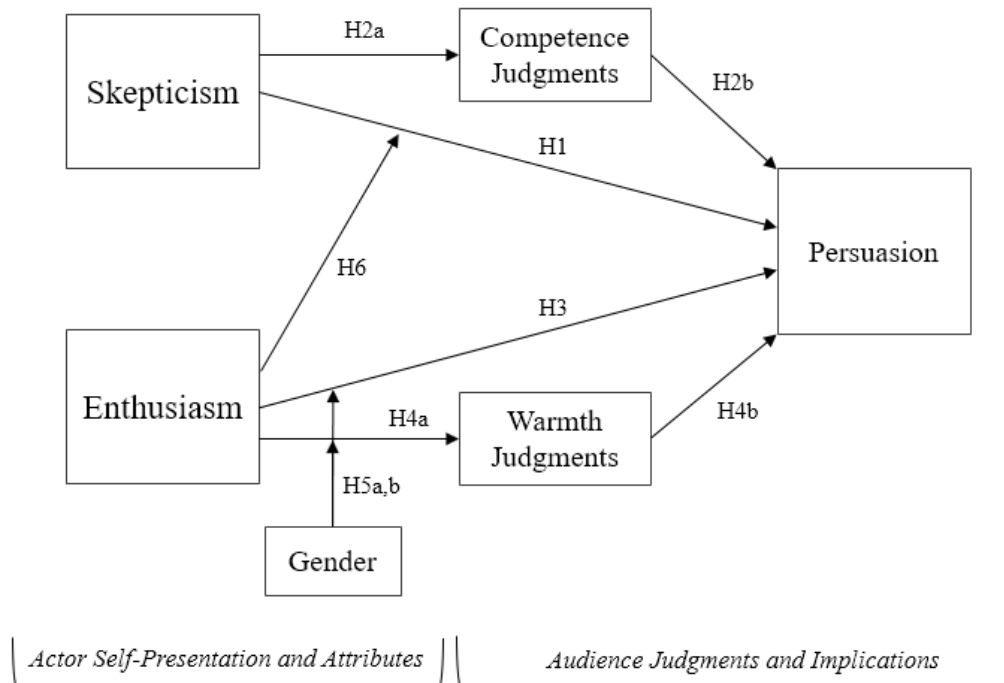 H2a
Competence
Judgments
Skepticism
H2b
H1
Persuasion
H6
H3
Enthusiasm
H4a
Warmth
Judgments
H4b
H5a,b
Gender
Actor Self-Presentation and Attributes
Audience Judgments and Implications